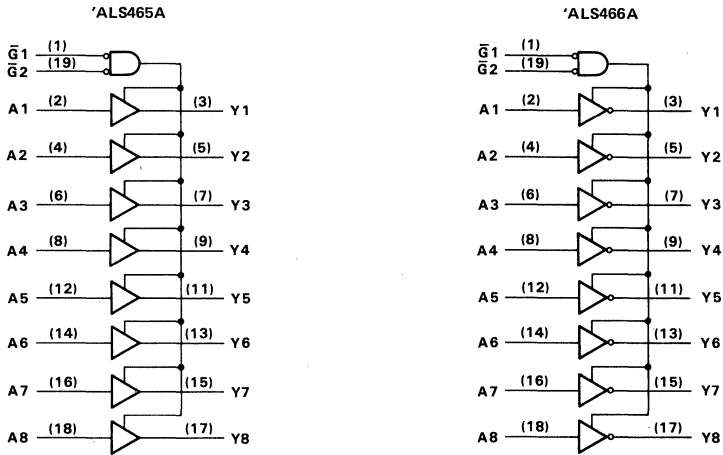 'ALS465A
G̅1 (1)
G̅2 (19)
A1 (2) (3) Y1
A2 (4) (5) Y2
A3 (6) (7) Y3
A4 (8) (9) Y4
A5 (12) (11) Y5
A6 (14) (13) Y6
A7 (16) (15) Y7
A8 (18) (17) Y8
'ALS466A
G̅1 (1)
G̅2 (19)
A1 (2) (3) Y1
A2 (4) (5) Y2
A3 (6) (7) Y3
A4 (8) (9) Y4
A5 (12) (11) Y5
A6 (14) (13) Y6
A7 (16) (15) Y7
A8 (18) (17) Y8